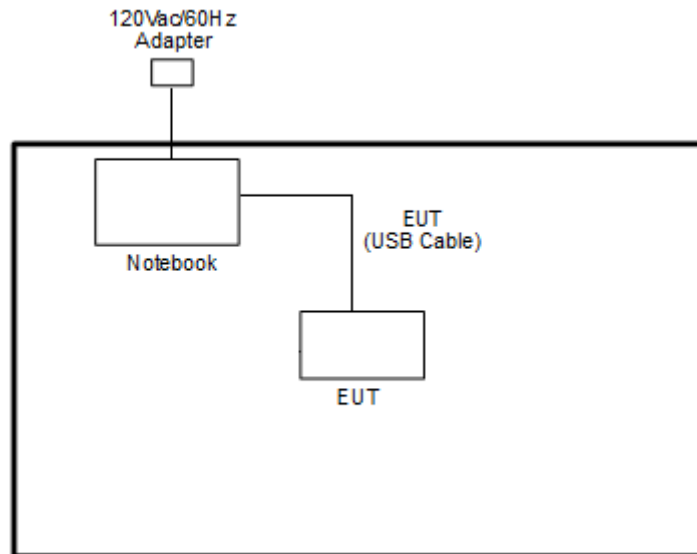 120Vac/60Hz
Adapter
EUT
(USB Cable)
Notebook
EUT